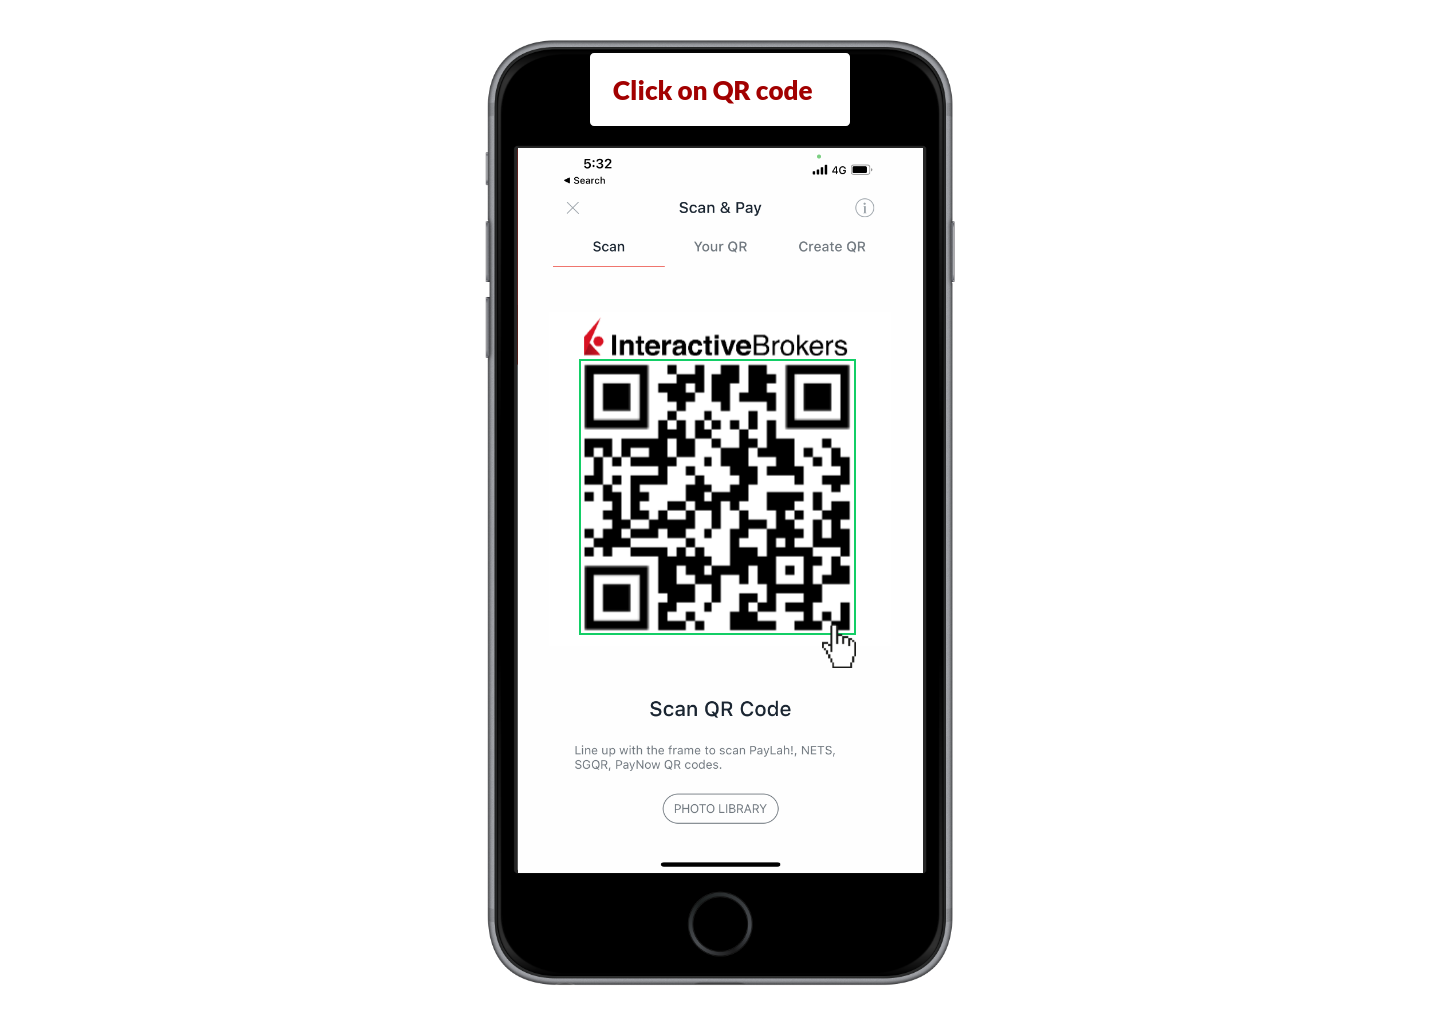 Click on QR code
5:32
4G
◀ Search
Scan & Pay
Scan
Your QR
Create QR
InteractiveBrokers
Scan QR Code
Line up with the frame to scan PayLah!, NETS,
SGQR, PayNow QR codes.
PHOTO LIBRARY